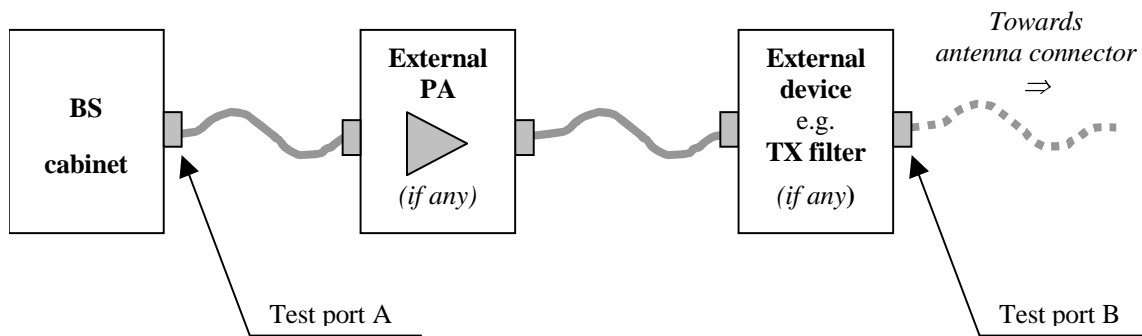 BS
cabinet
External
PA
(if any)
External
device
e.g.
TX filter
(if any)
Towards
antenna connector
⇒
Test port A
Test port B